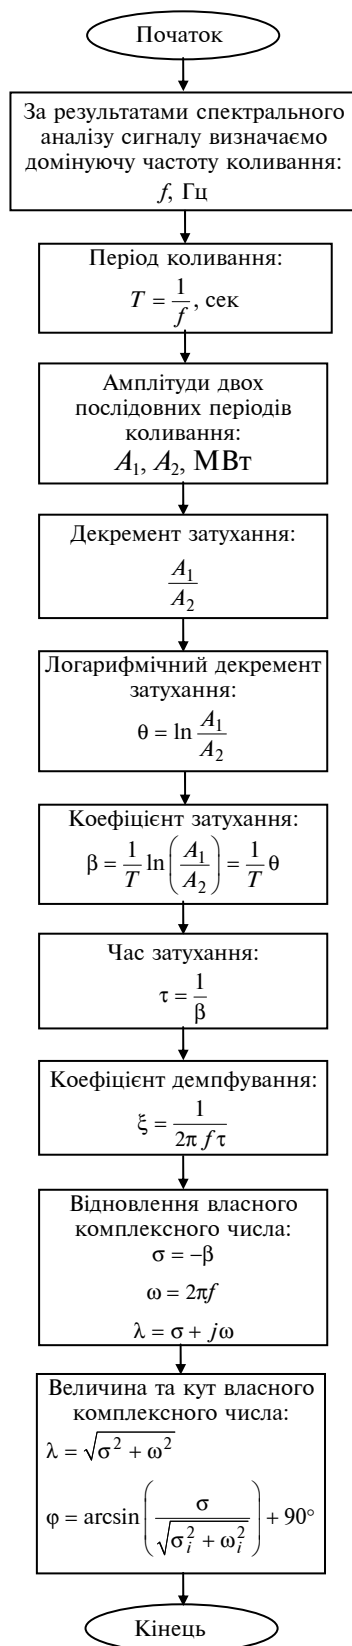 Початок
За результатами спектрального
аналізу сигналу визначаємо
домінуючу частоту коливання:
f, Гц
Період коливання:
T = 1/f, сек
Амплітуди двох
послідовних періодів
коливання:
A₁, A₂, МВт
Декремент затухання:
A₁/A₂
Логарифмічний декремент
затухання:
θ = ln A₁/A₂
Коефіцієнт затухання:
β = 1/T ln(A₁/A₂) = 1/T θ
Час затухання:
τ = 1/β
Коефіцієнт демпфування:
ξ = 1/(2π f τ)
Відновлення власного
комплексного числа:
σ = –β
ω = 2πf
λ = σ + jω
Величина та кут власного
комплексного числа:
λ = √(σ² + ω²)
φ = arcsin(σ/√(σᵢ² + ωᵢ²)) + 90°
Кінець